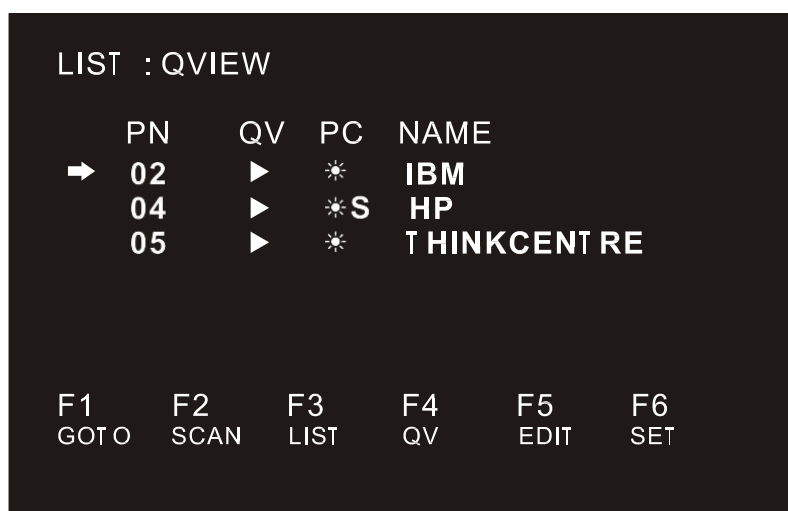 LIST : QVIEW
PN QV PC NAME
02 IBM
04 S HP
05 THINKCENTRE
F1 F2 F3 F4 F5 F6
GOTO SCAN LIST QV EDIT SET